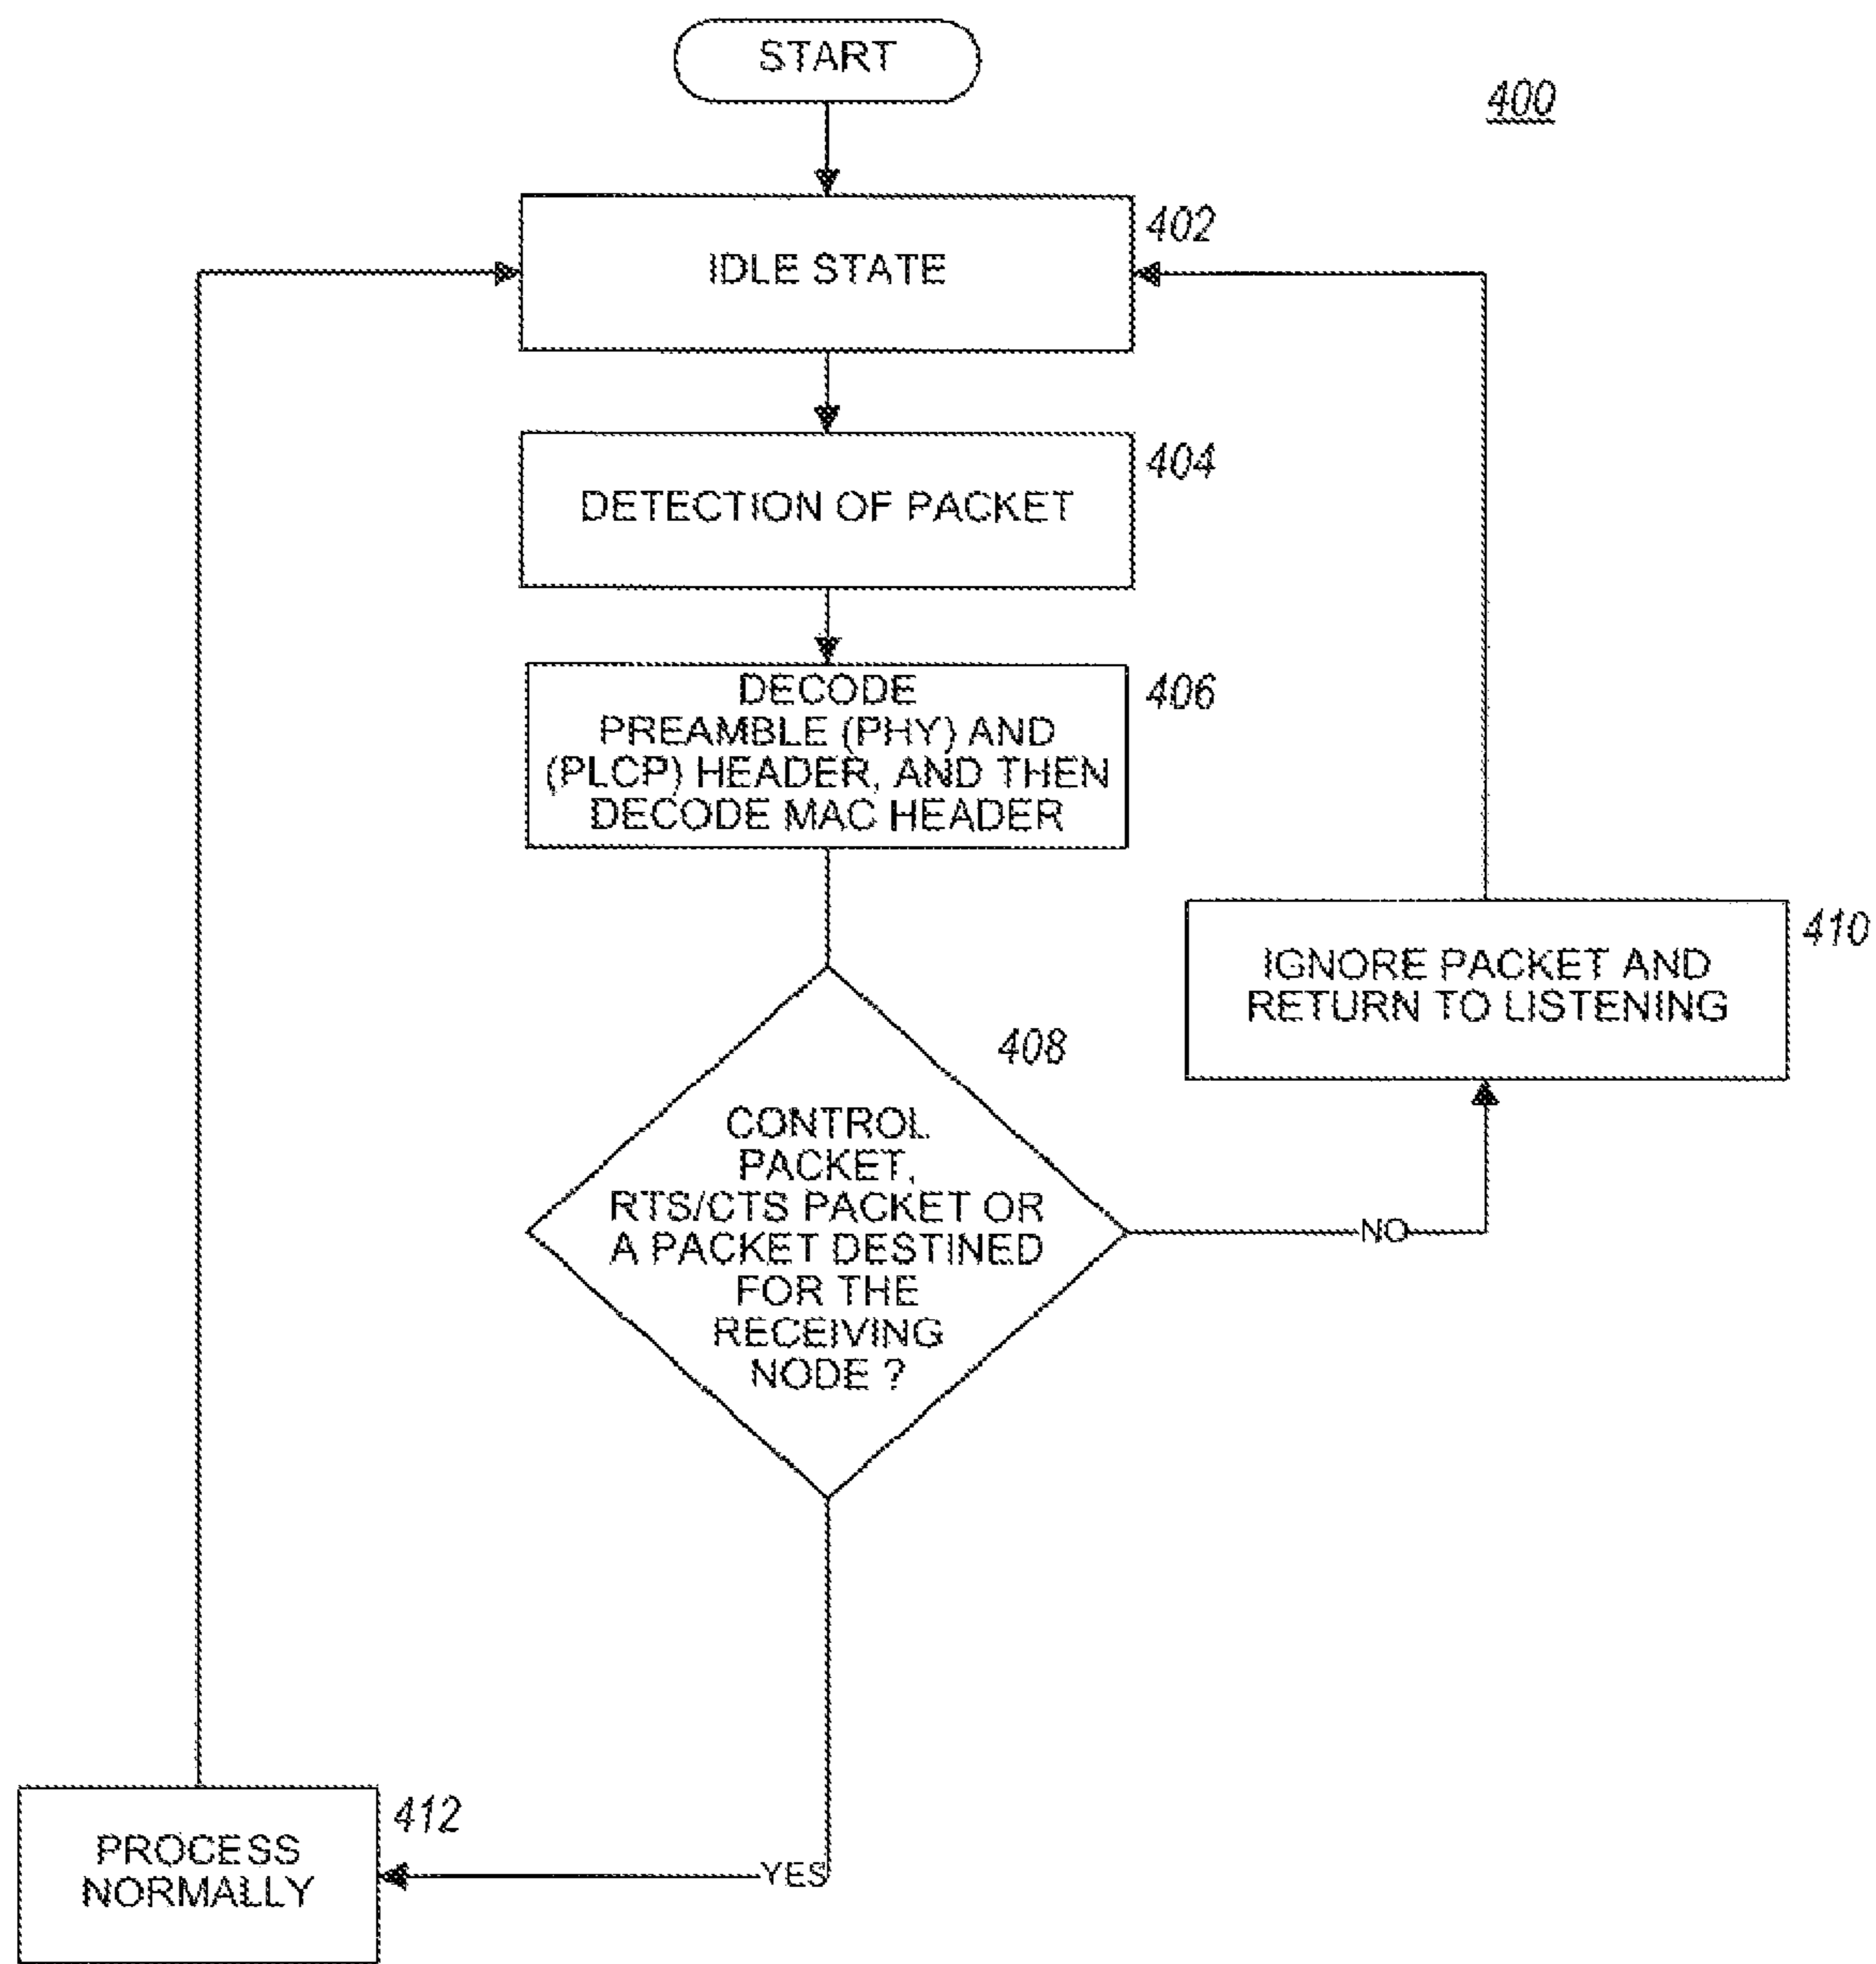 START
400
402
IDLE STATE
404
DETECTION OF PACKET
406
DECODE
PREAMBLE (PHY) AND
(PLCP) HEADER, AND THEN
DECODE MAC HEADER
410
IGNORE PACKET AND
RETURN TO LISTENING
408
CONTROL
PACKET,
RTS/CTS PACKET OR
A PACKET DESTINED
FOR THE
RECEIVING
NODE ?
NO
412
PROCESS
NORMALLY
YES